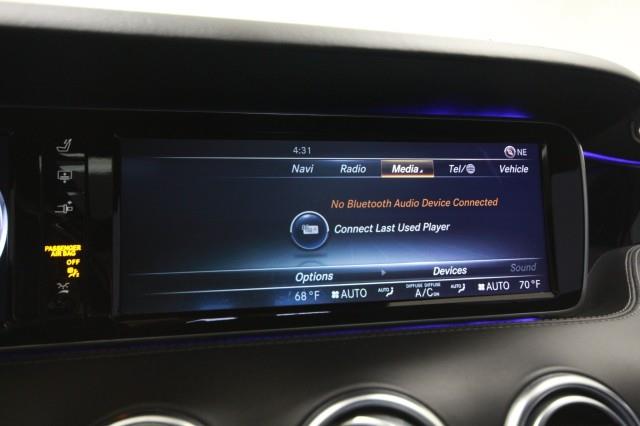 4:31 NE
Navi Radio Media Tel/ Vehicle
No Bluetooth Audio Device Connected
Connect Last Used Player
Options Devices Sound
68 °F AUTO AUTO DIFFUSE DIFFUSE A/C ON AUTO 70 °F
PASSENGER
AIR BAG
OFF